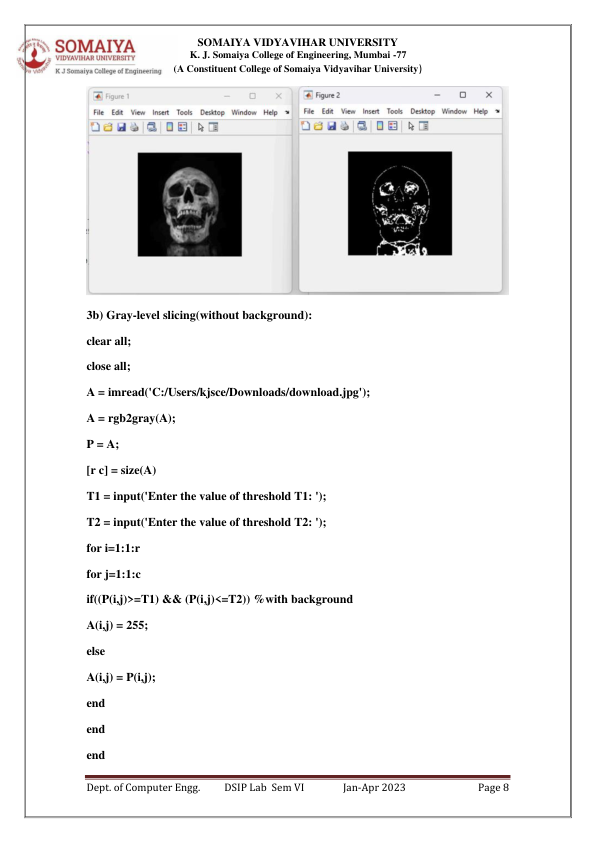 SOMAIYA
VIDYAVIHAR UNIVERSITY
K J Somaiya College of Engineering
SOMAIYA VIDYAVIHAR UNIVERSITY
K. J. Somaiya College of Engineering, Mumbai -77
(A Constituent College of Somaiya Vidyavihar University)
Figure 1
File Edit View Insert Tools Desktop Window Help
Figure 2
File Edit View Insert Tools Desktop Window Help
3b) Gray-level slicing(without background):
clear all;
close all;
A = imread('C:/Users/kjsce/Downloads/download.jpg');
A = rgb2gray(A);
P = A;
[r c] = size(A)
T1 = input('Enter the value of threshold T1: ');
T2 = input('Enter the value of threshold T2: ');
for i=1:1:r
for j=1:1:c
if((P(i,j)>=T1) && (P(i,j)<=T2)) %with background
A(i,j) = 255;
else
A(i,j) = P(i,j);
end
end
end
Dept. of Computer Engg. DSIP Lab Sem VI Jan-Apr 2023 Page 8